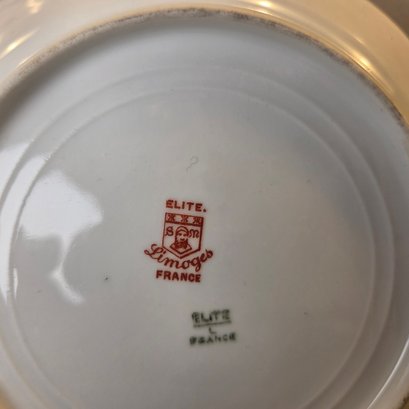 ELITE.
S M
Limoges
FRANCE
ELITE
L
FRANCE